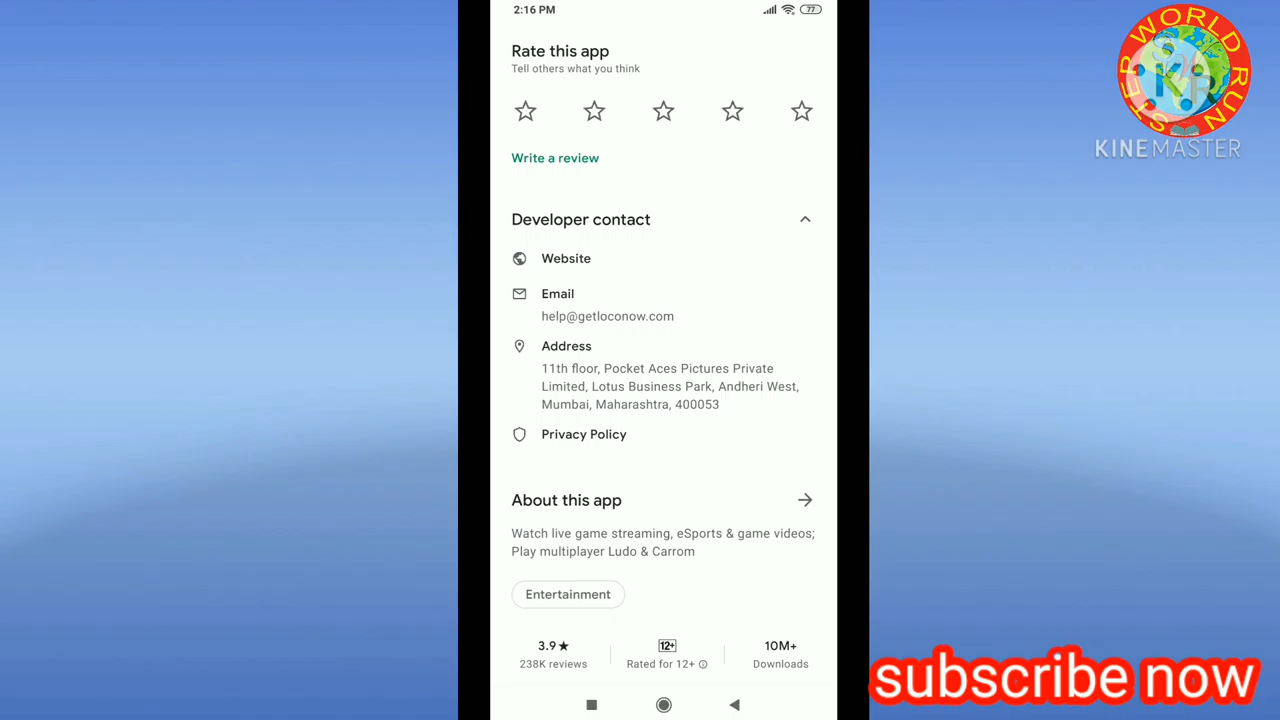 2:16 PM
77
Rate this app
Tell others what you think
Write a review
Developer contact
Website
Email
help@getloconow.com
Address
11th floor, Pocket Aces Pictures Private
Limited, Lotus Business Park, Andheri West,
Mumbai, Maharashtra, 400053
Privacy Policy
About this app
Watch live game streaming, eSports & game videos;
Play multiplayer Ludo & Carrom
Entertainment
3.9★ 12+ 10M+
238K reviews Rated for 12+ Downloads
WORLD
KINEMASTER
subscribe now